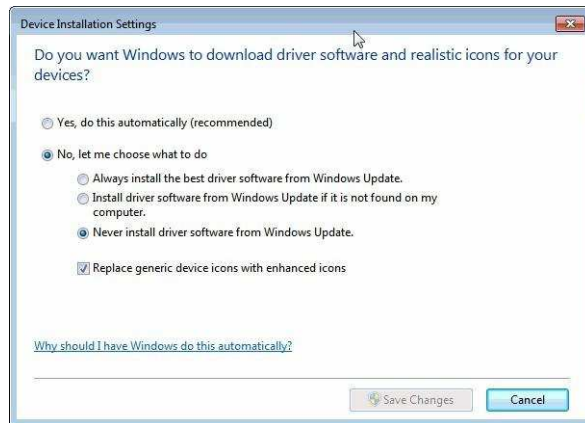 Device Installation Settings
Do you want Windows to download driver software and realistic icons for your
devices?
Yes, do this automatically (recommended)
No, let me choose what to do
Always install the best driver software from Windows Update.
Install driver software from Windows Update if it is not found on my
computer.
Never install driver software from Windows Update.
Replace generic device icons with enhanced icons
Why should I have Windows do this automatically?
Save Changes Cancel